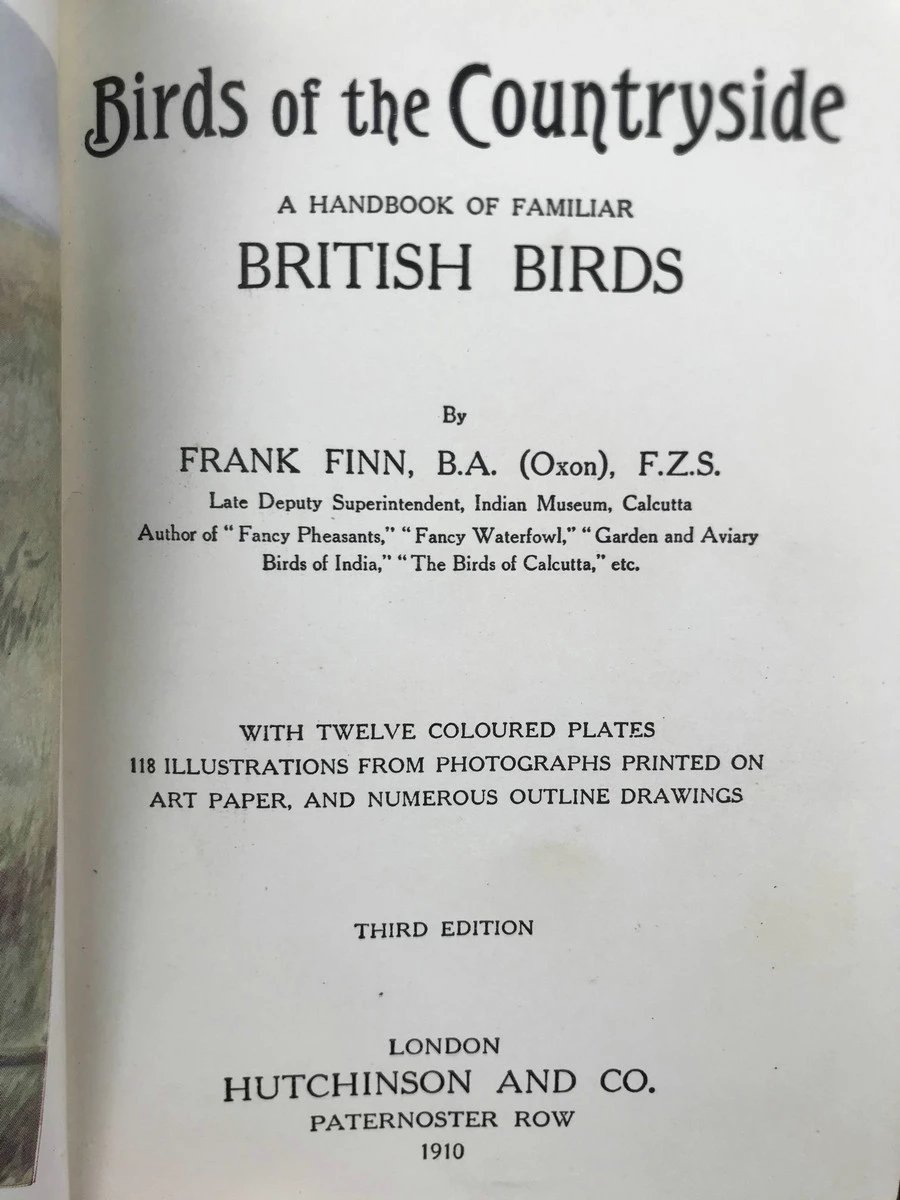 Birds of the Countryside
A HANDBOOK OF FAMILIAR
BRITISH BIRDS
By
FRANK FINN, B.A. (Oxon), F.Z.S.
Late Deputy Superintendent, Indian Museum, Calcutta
Author of “Fancy Pheasants,” “Fancy Waterfowl,” “Garden and Aviary
Birds of India,” “The Birds of Calcutta,” etc.
WITH TWELVE COLOURED PLATES
118 ILLUSTRATIONS FROM PHOTOGRAPHS PRINTED ON
ART PAPER, AND NUMEROUS OUTLINE DRAWINGS
THIRD EDITION
LONDON
HUTCHINSON AND CO.
PATERNOSTER ROW
1910